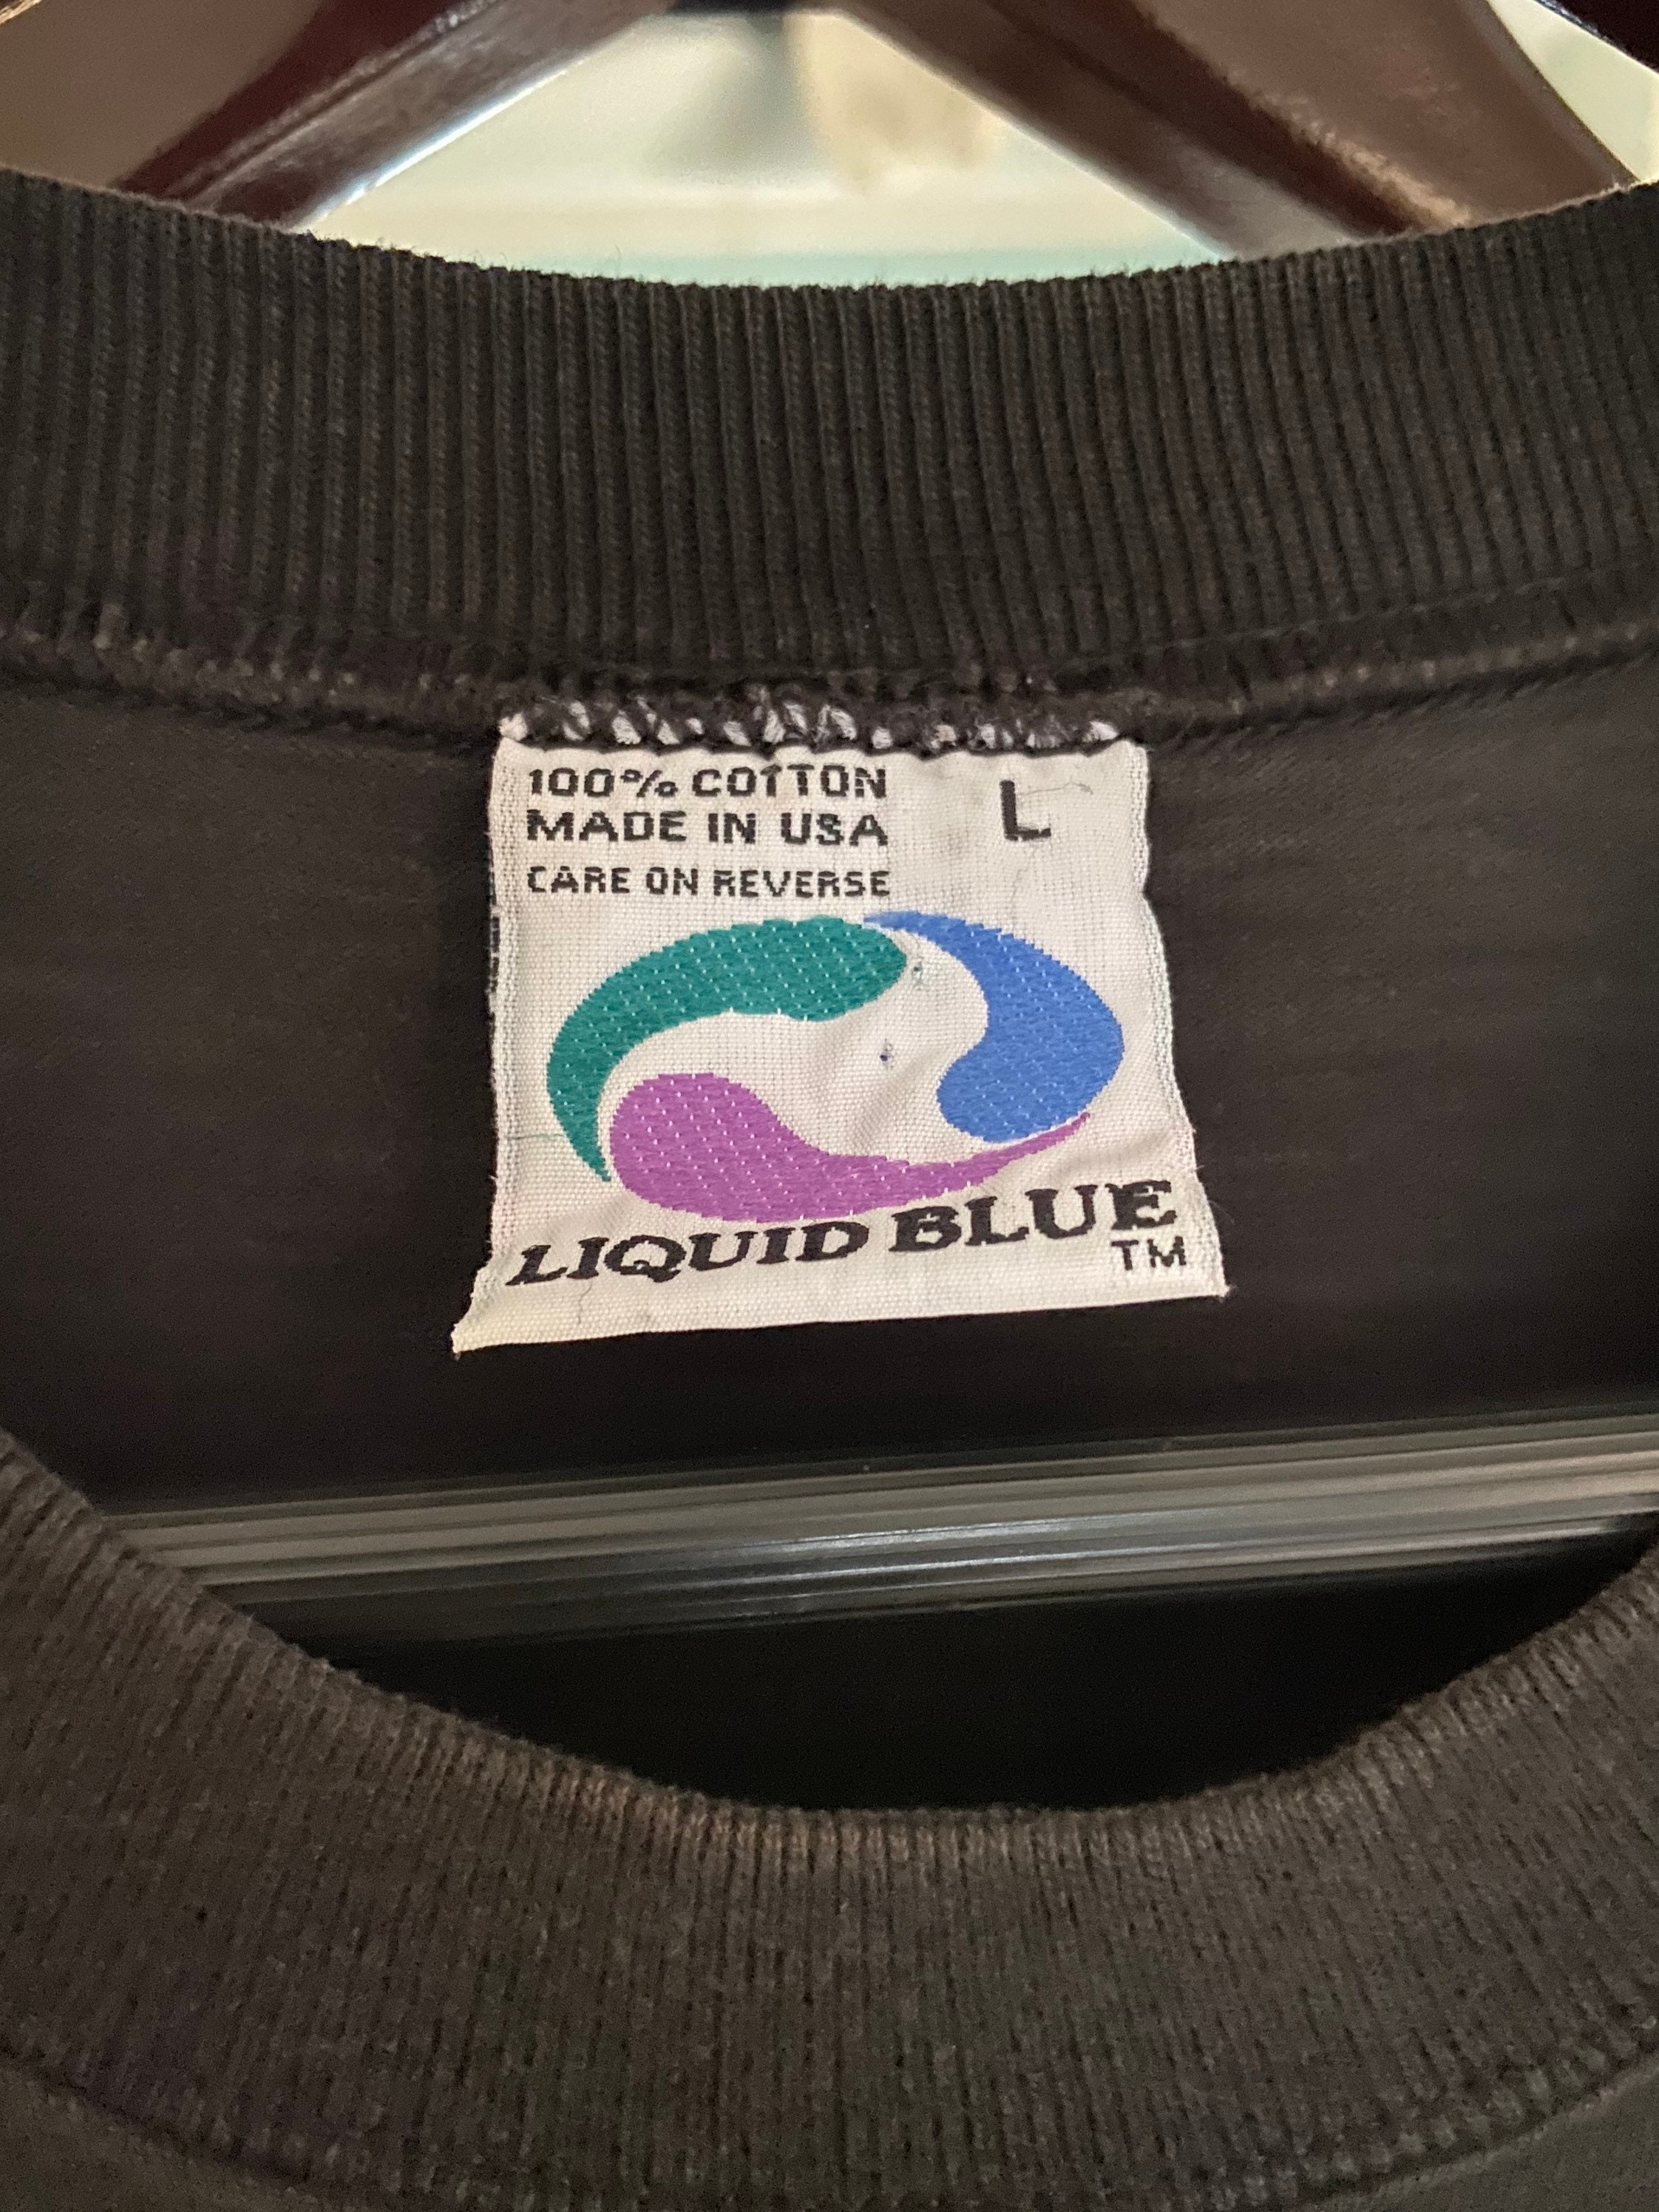 100% COTTON L
MADE IN USA
CARE ON REVERSE
LIQUID BLUE
TM